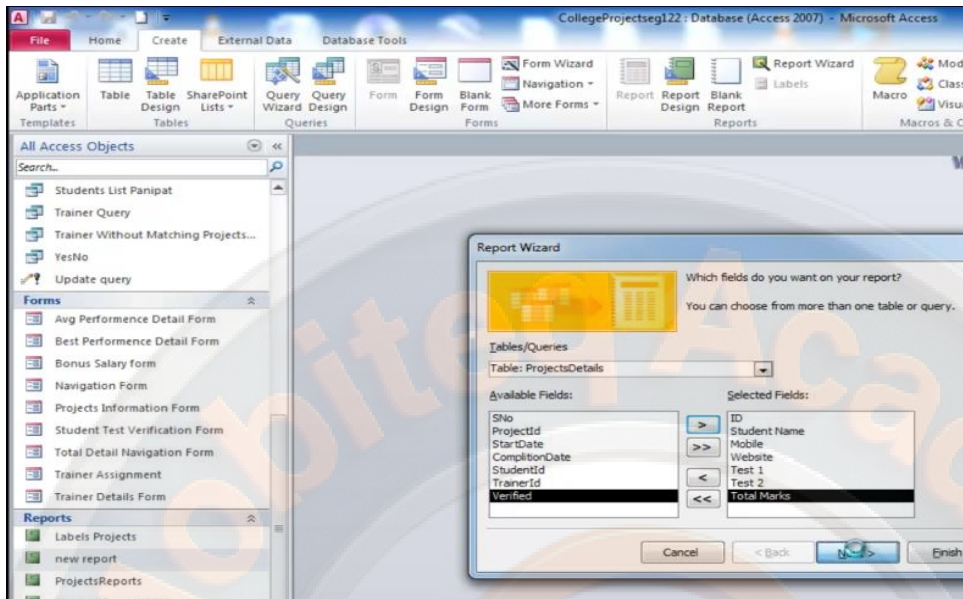 CollegeProjectseg122 : Database (Access 2007) - Microsoft Access
File Home Create External Data Database Tools
Application Parts
Table
Table Design
SharePoint Lists
Query Wizard
Query Design
Form
Form Design
Blank Form
Form Wizard
Navigation
More Forms
Report
Report Design
Blank Report
Report Wizard
Labels
Macro
Mod
Class
Visua
Templates Tables Queries Forms Reports Macros & C
All Access Objects
Search...
Students List Panipat
Trainer Query
Trainer Without Matching Projects...
YesNo
Update query
Forms
Avg Performence Detail Form
Best Performence Detail Form
Bonus Salary form
Navigation Form
Projects Information Form
Student Test Verification Form
Total Detail Navigation Form
Trainer Assignment
Trainer Details Form
Reports
Labels Projects
new report
ProjectsReports
Report Wizard
Which fields do you want on your report?
You can choose from more than one table or query.
Tables/Queries
Table: ProjectsDetails
Available Fields:
SNo
ProjectId
StartDate
ComplitionDate
StudentId
TrainerId
Verified
>
>>
<
<<
Selected Fields:
ID
Student Name
Mobile
Website
Test 1
Test 2
Total Marks
Cancel < Back Finish